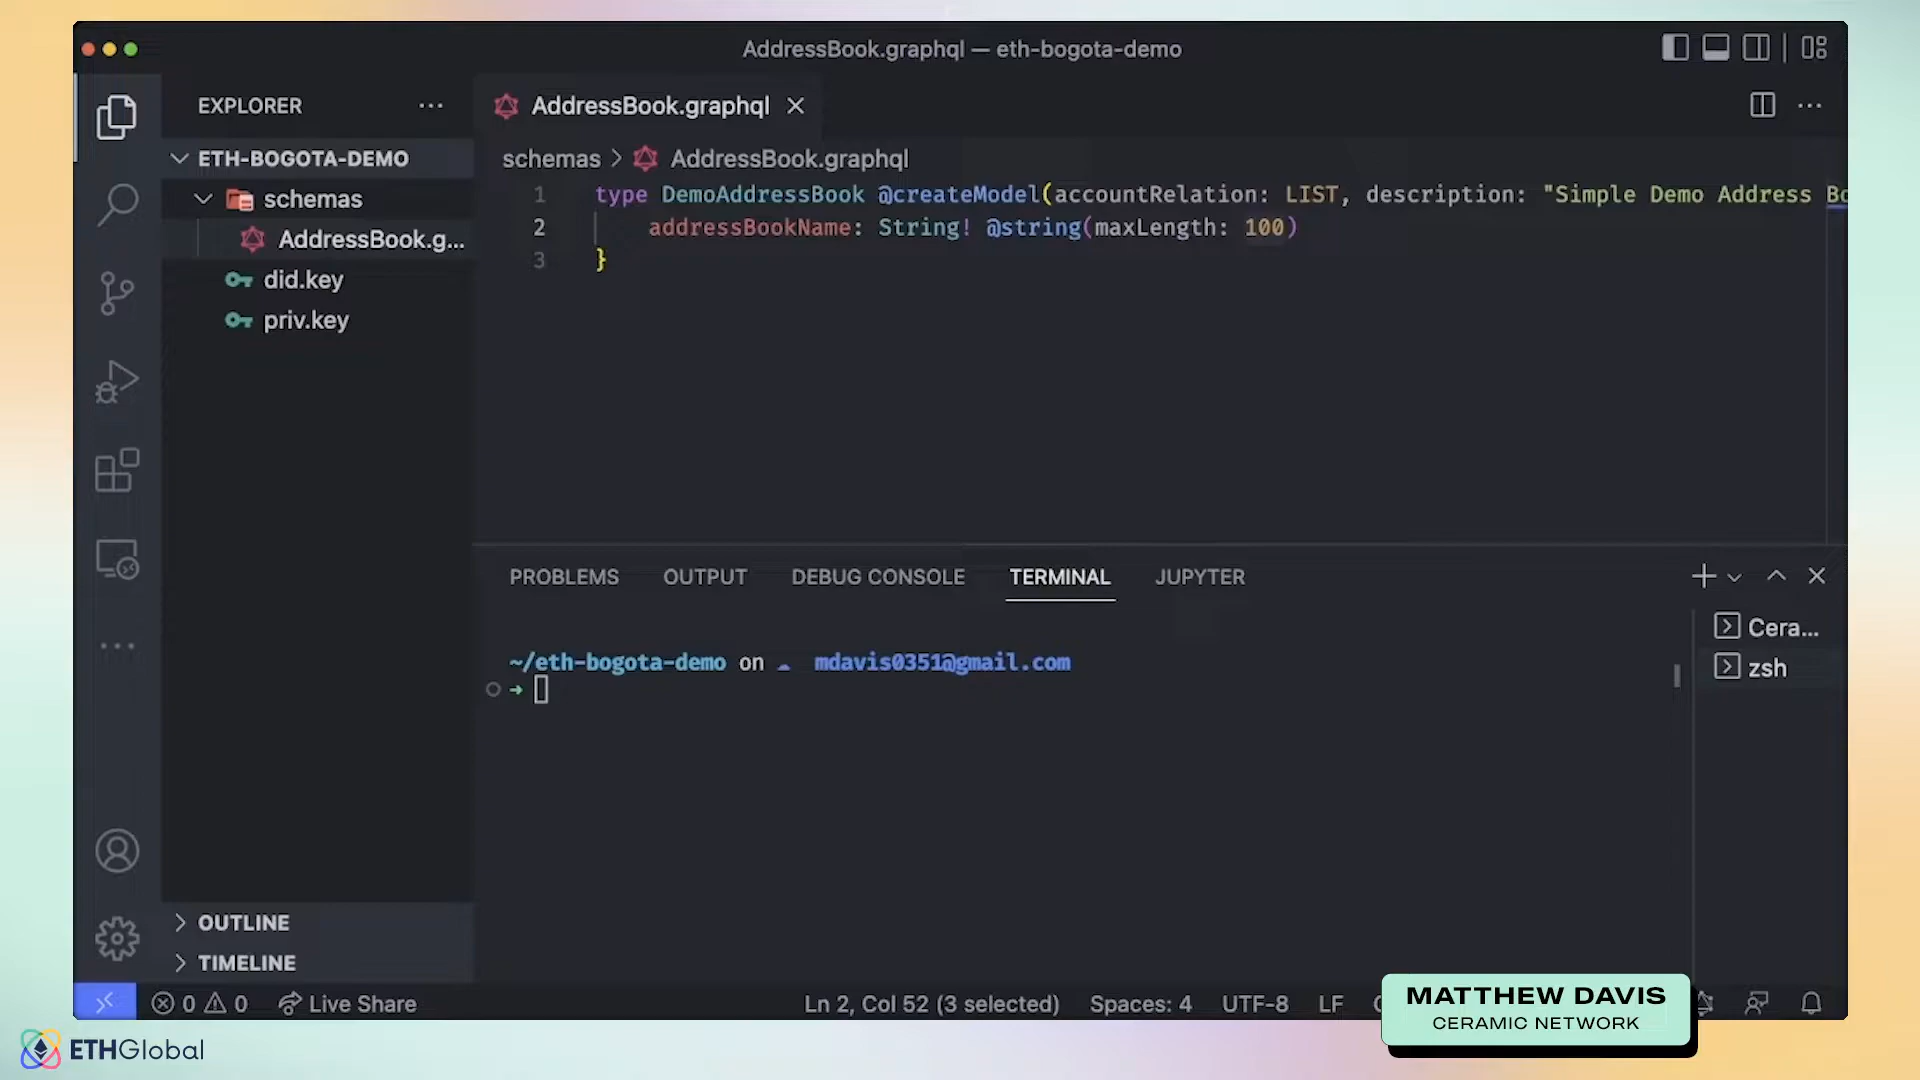 AddressBook.graphql — eth-bogota-demo
EXPLORER
AddressBook.graphql
ETH-BOGOTA-DEMO
schemas
AddressBook.g...
did.key
priv.key
schemas > AddressBook.graphql
1 type DemoAddressBook @createModel(accountRelation: LIST, description: "Simple Demo Address Bo
2 addressBookName: String! @string(maxLength: 100)
3 }
PROBLEMS OUTPUT DEBUG CONSOLE TERMINAL JUPYTER
~/eth-bogota-demo on mdavis0351@gmail.com
Cera...
zsh
OUTLINE
TIMELINE
0 0 Live Share
Ln 2, Col 52 (3 selected) Spaces: 4 UTF-8 LF
MATTHEW DAVIS
CERAMIC NETWORK
ETHGlobal